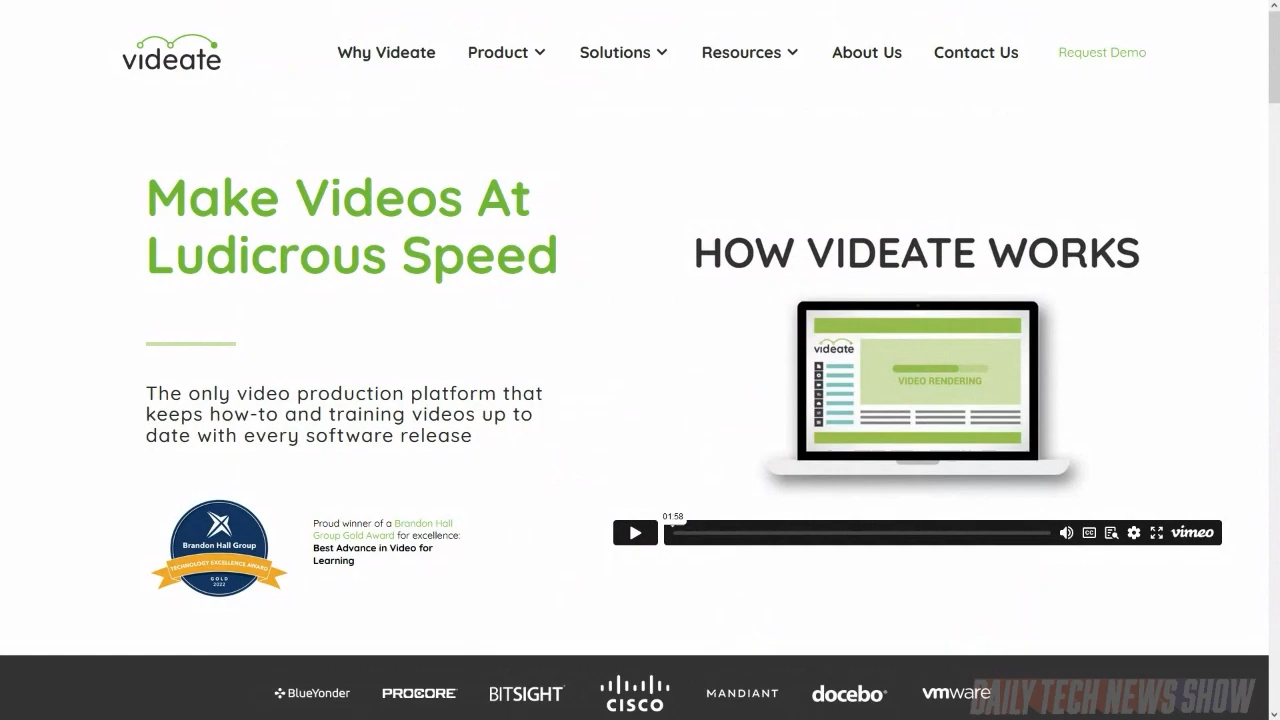 videate
Why Videate Product Solutions Resources About Us Contact Us Request Demo
Make Videos At
Ludicrous Speed
The only video production platform that
keeps how-to and training videos up to
date with every software release
Brandon Hall Group
TECHNOLOGY EXCELLENCE AWARD
GOLD
2022
Proud winner of a Brandon Hall
Group Gold Award for excellence:
Best Advance in Video for
Learning
HOW VIDEATE WORKS
videate
VIDEO RENDERING
01:58
CC
vimeo
BlueYonder PROCORE BITSIGHT CISCO MANDIANT docebo vmware
DAILY TECH NEWS SHOW